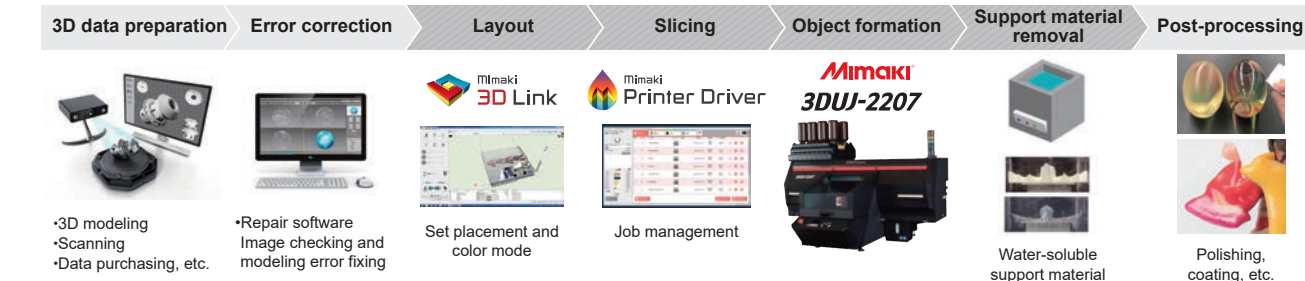 3D data preparation
Error correction
Layout
Slicing
Object formation
Support material
removal
Post-processing
mimaki
3D Link
mimaki
Printer Driver
Mimaki
3DUJ-2207
•3D modeling
•Scanning
•Data purchasing, etc.
•Repair software
Image checking and
modeling error fixing
Set placement and
color mode
Job management
Water-soluble
support material
Polishing,
coating, etc.